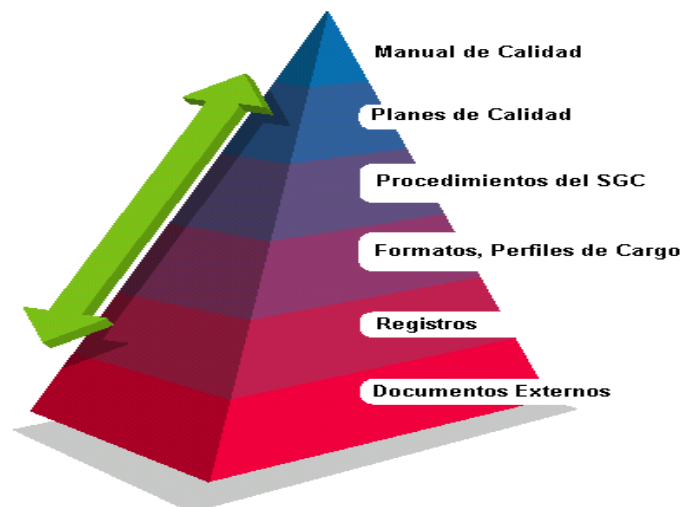 Manual de Calidad
Planes de Calidad
Procedimientos del SGC
Formatos, Perfiles de Cargo
Registros
Documentos Externos